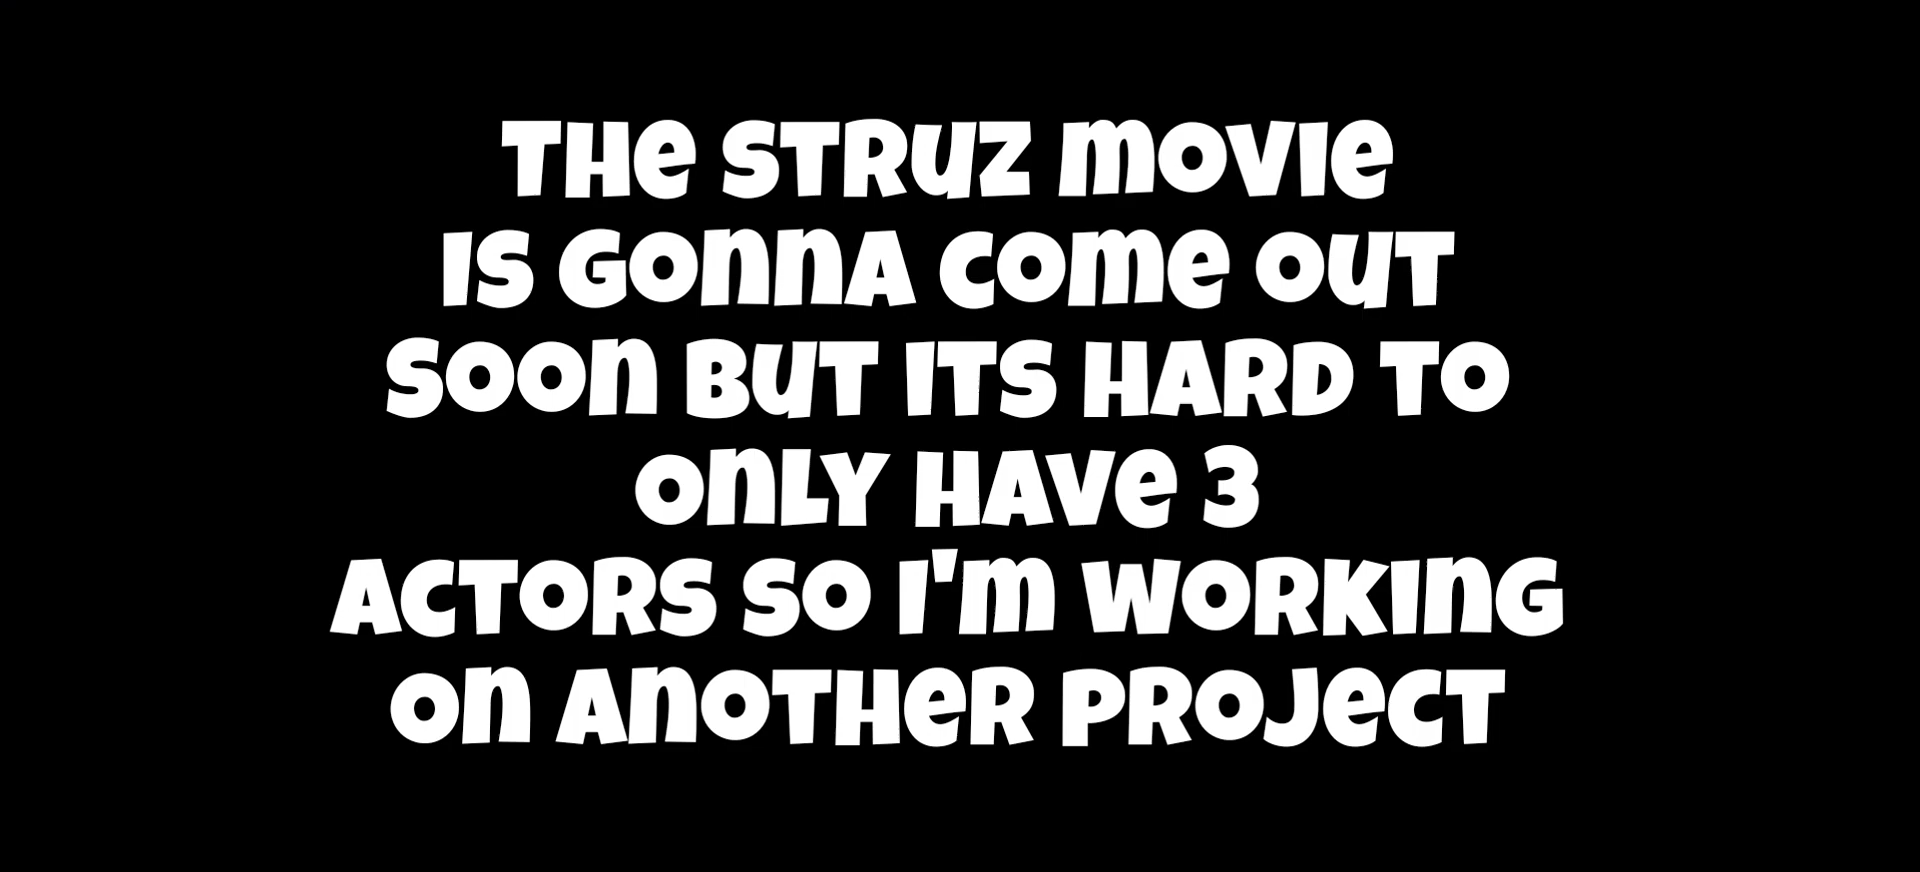 THE STRUZ MOVIE
IS GONNA COME OUT
SOON BUT ITS HARD TO
ONLY HAVE 3
ACTORS SO I'M WORKING
ON ANOTHER PROJECT